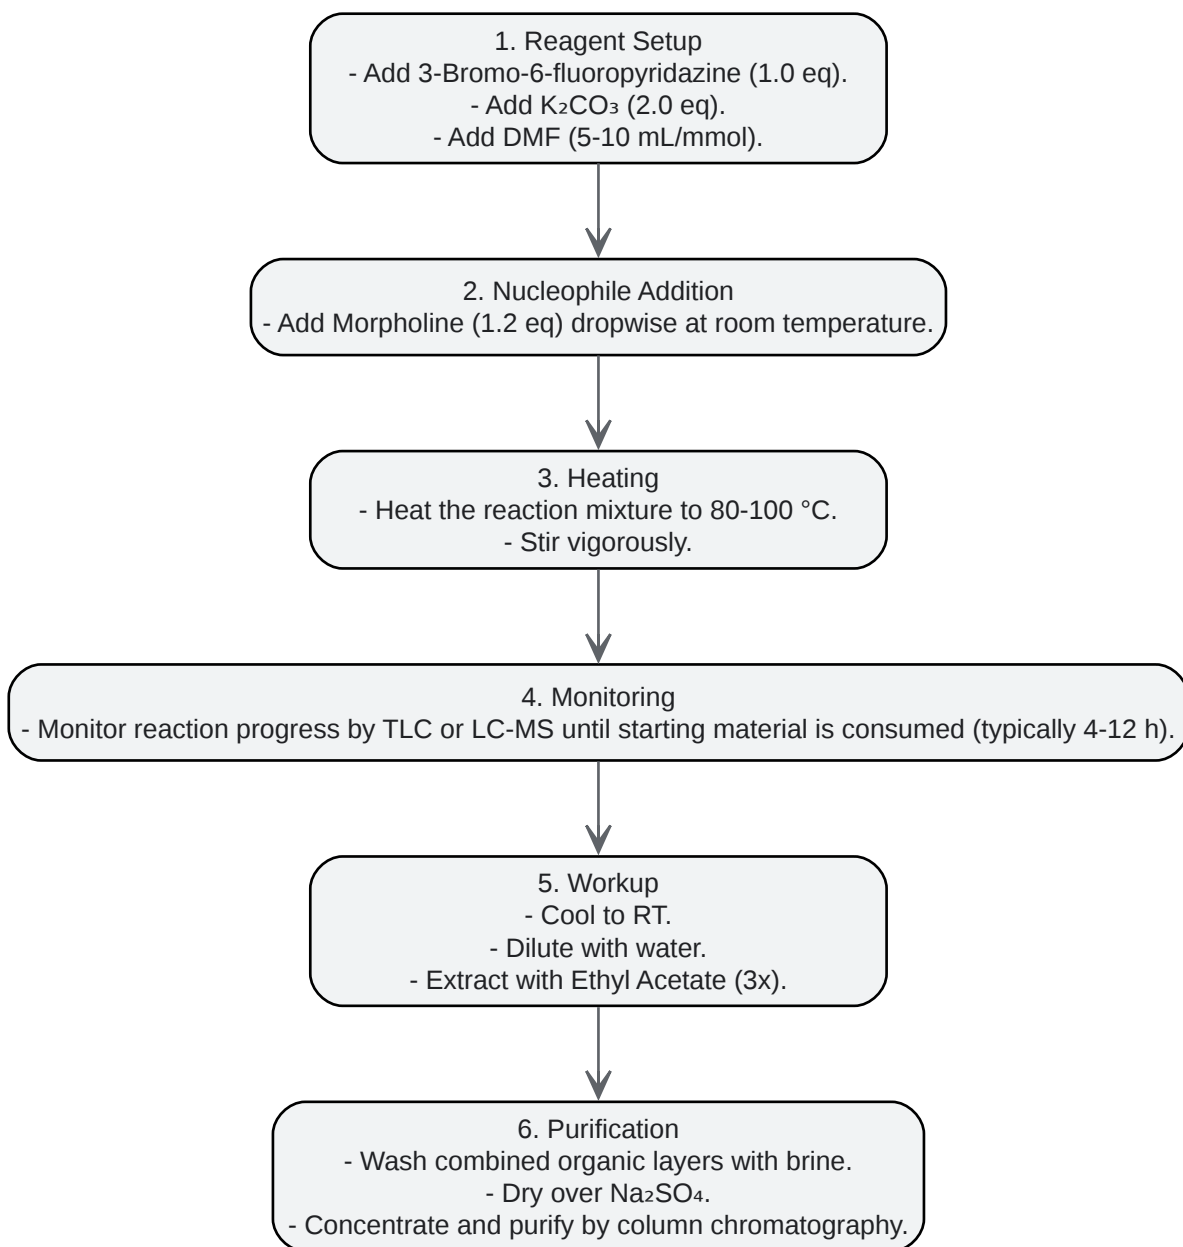 1. Reagent Setup
- Add 3-Bromo-6-fluoropyridazine (1.0 eq).
- Add K₂CO₃ (2.0 eq).
- Add DMF (5-10 mL/mmol).
2. Nucleophile Addition
- Add Morpholine (1.2 eq) dropwise at room temperature.
3. Heating
- Heat the reaction mixture to 80-100 °C.
- Stir vigorously.
4. Monitoring
- Monitor reaction progress by TLC or LC-MS until starting material is consumed (typically 4-12 h).
5. Workup
- Cool to RT.
- Dilute with water.
- Extract with Ethyl Acetate (3x).
6. Purification
- Wash combined organic layers with brine.
- Dry over Na₂SO₄.
- Concentrate and purify by column chromatography.